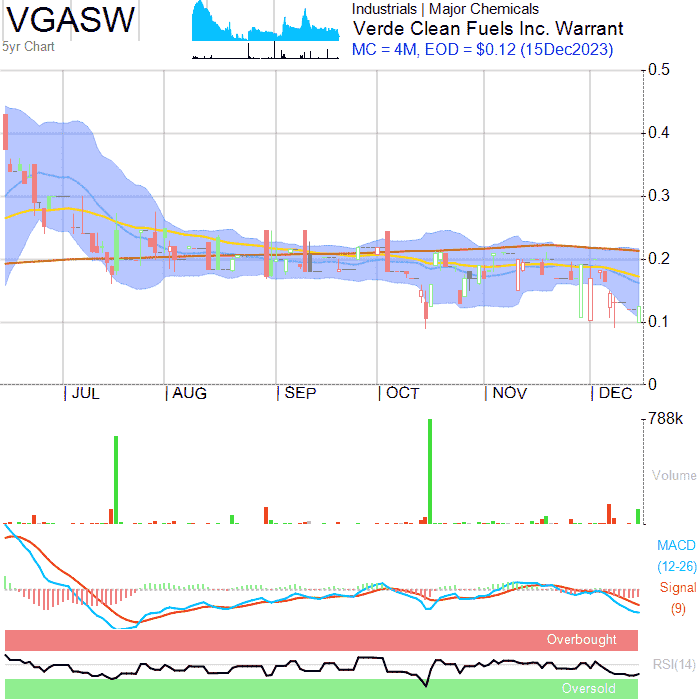 VGASW
5yr Chart
Industrials | Major Chemicals
Verde Clean Fuels Inc. Warrant
MC = 4M, EOD = $0.12 (15Dec2023)
0.5
0.4
0.3
0.2
0.1
0
JUL AUG SEP OCT NOV DEC
788k
Volume
MACD
(12-26)
Signal
(9)
Overbought
RSI(14)
Oversold